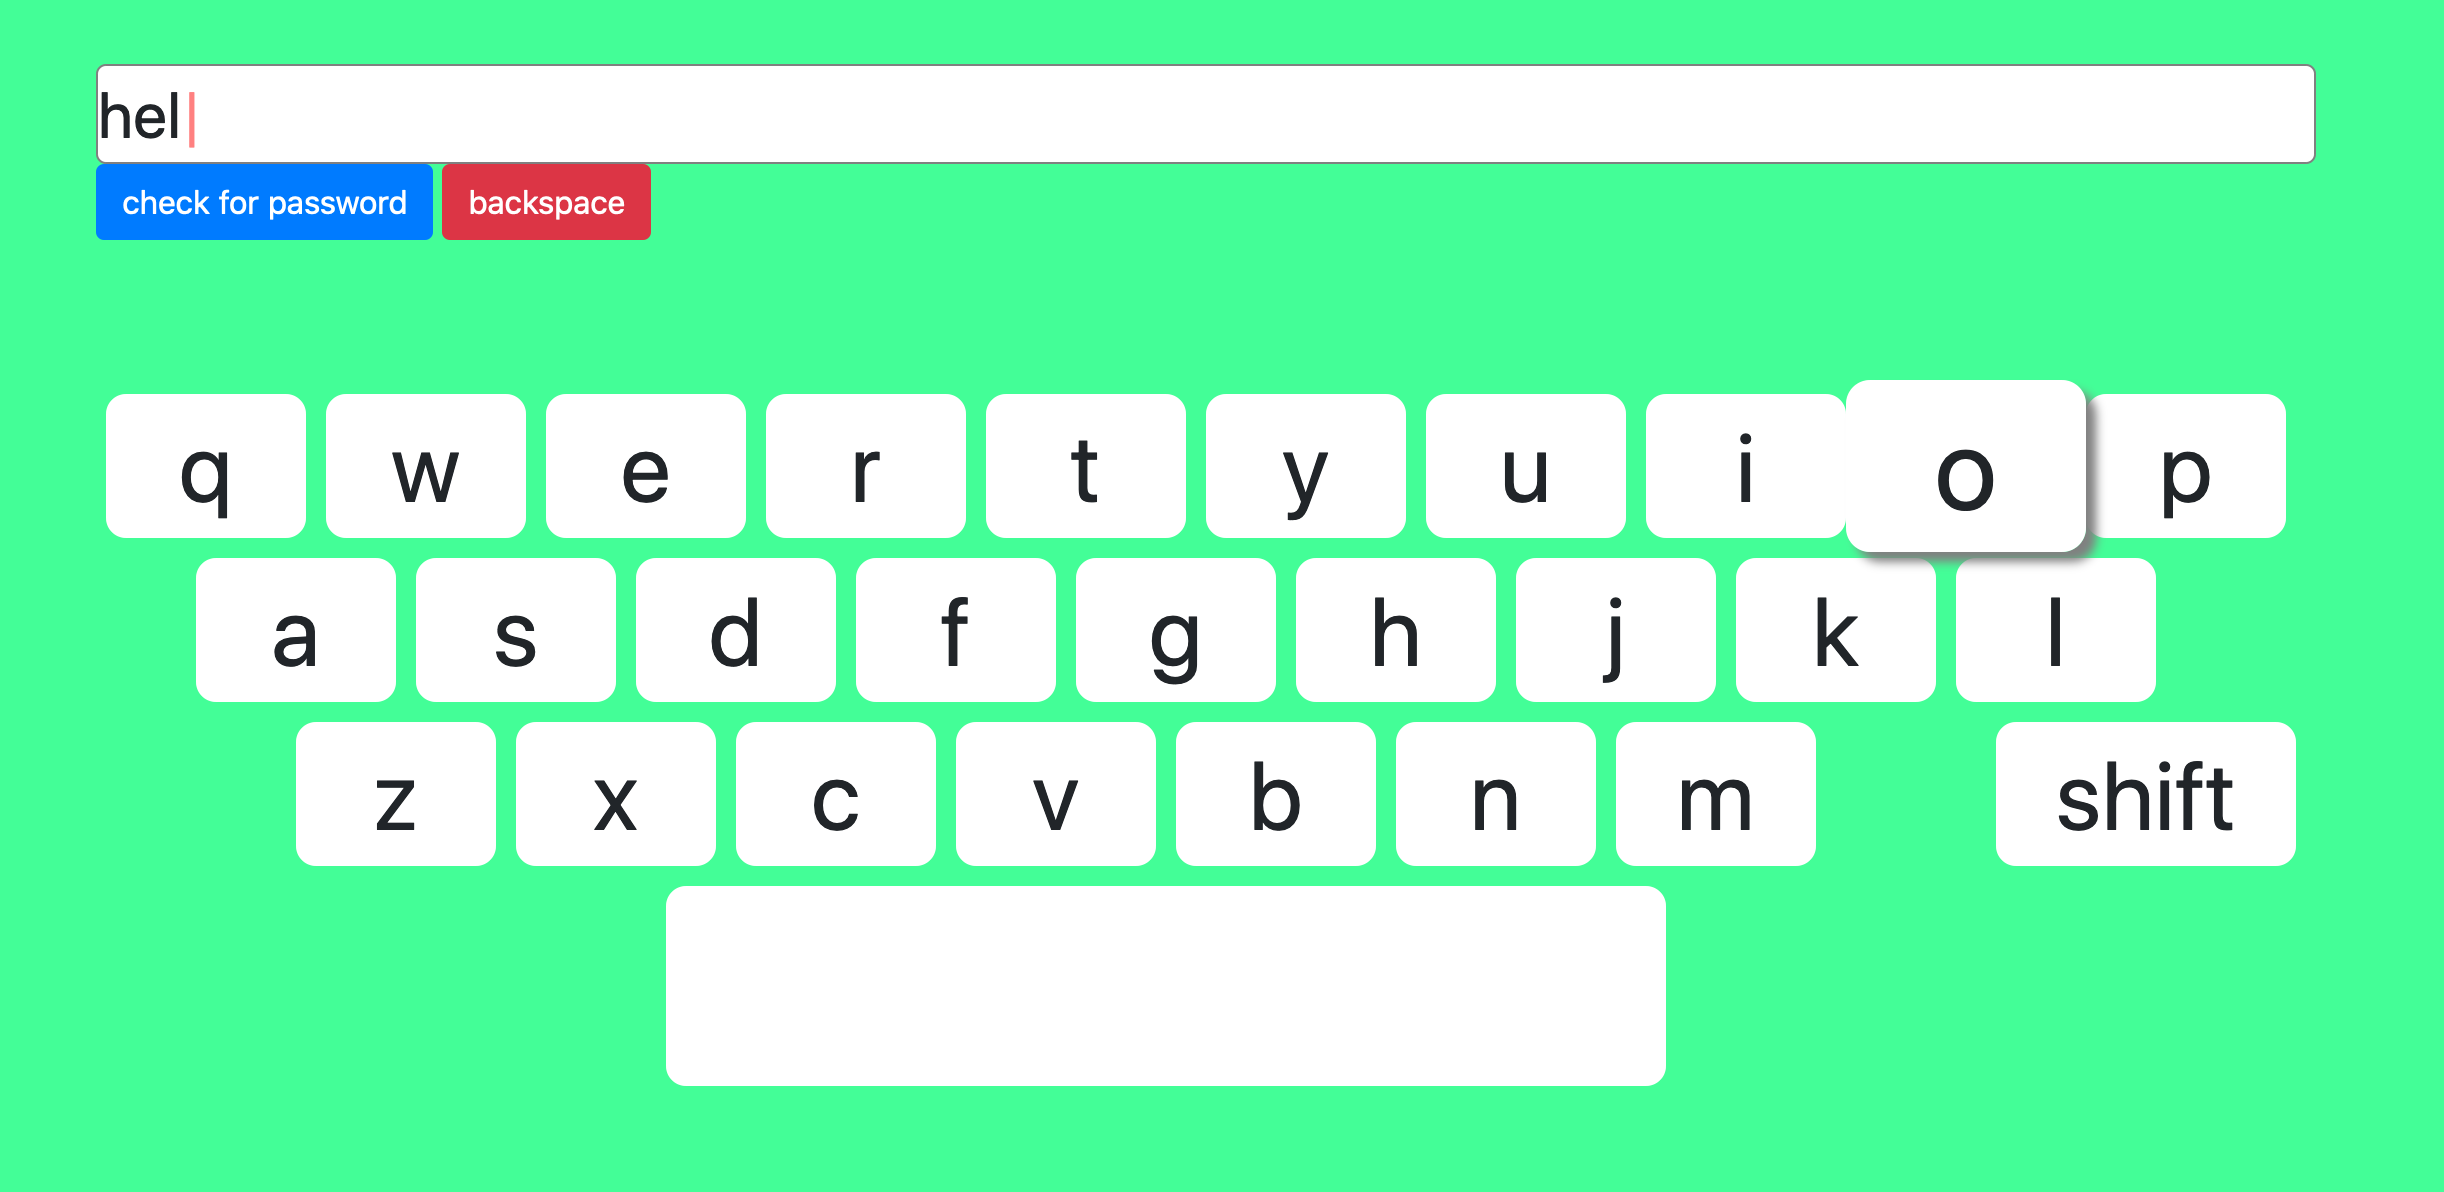 hel
check for password backspace
q w e r t y u i o p
a s d f g h j k l
z x c v b n m shift